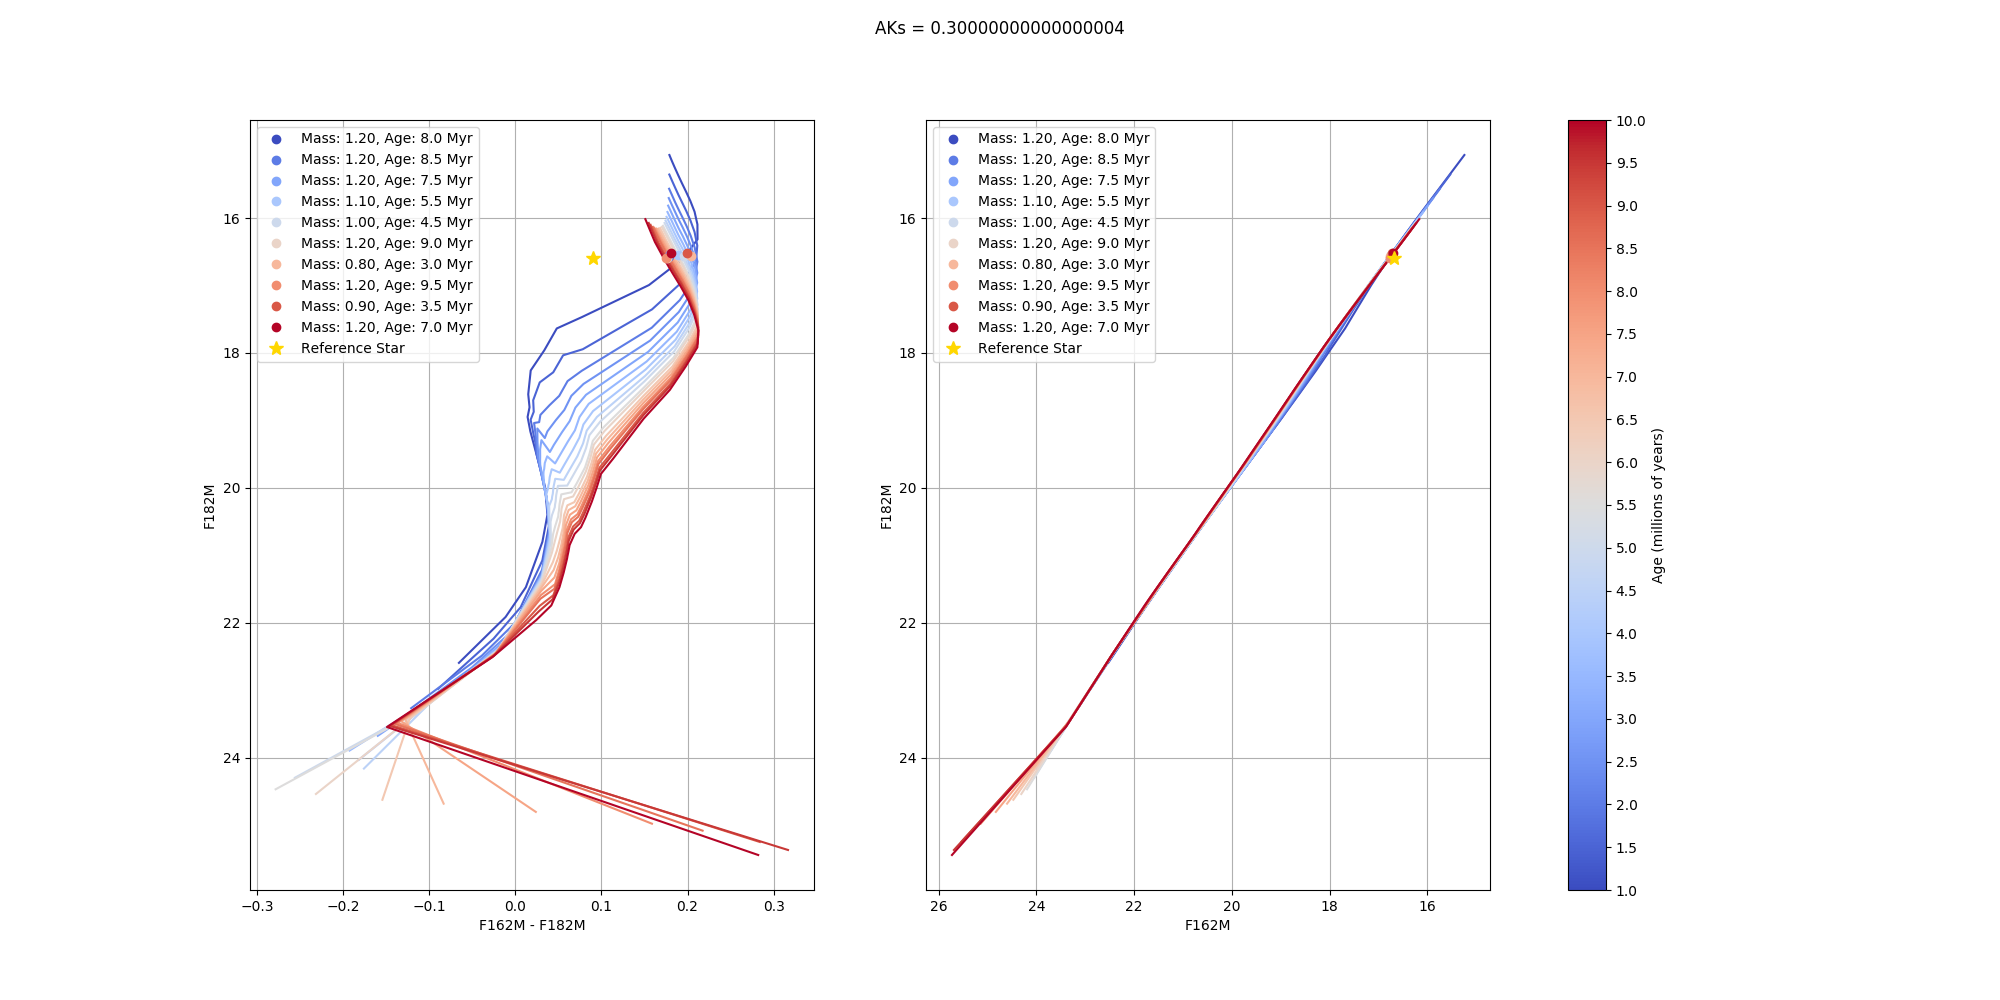 AKs = 0.30000000000000004
Mass: 1.20, Age: 8.0 Myr
Mass: 1.20, Age: 8.5 Myr
Mass: 1.20, Age: 7.5 Myr
Mass: 1.10, Age: 5.5 Myr
Mass: 1.00, Age: 4.5 Myr
Mass: 1.20, Age: 9.0 Myr
Mass: 0.80, Age: 3.0 Myr
Mass: 1.20, Age: 9.5 Myr
Mass: 0.90, Age: 3.5 Myr
Mass: 1.20, Age: 7.0 Myr
Reference Star
16
18
20
22
24
F182M
−0.3
−0.2
−0.1
0.0
0.1
0.2
0.3
F162M - F182M
Mass: 1.20, Age: 8.0 Myr
Mass: 1.20, Age: 8.5 Myr
Mass: 1.20, Age: 7.5 Myr
Mass: 1.10, Age: 5.5 Myr
Mass: 1.00, Age: 4.5 Myr
Mass: 1.20, Age: 9.0 Myr
Mass: 0.80, Age: 3.0 Myr
Mass: 1.20, Age: 9.5 Myr
Mass: 0.90, Age: 3.5 Myr
Mass: 1.20, Age: 7.0 Myr
Reference Star
16
18
20
22
24
F182M
26
24
22
20
18
16
F162M
10.0
9.5
9.0
8.5
8.0
7.5
7.0
6.5
6.0
5.5
5.0
4.5
4.0
3.5
3.0
2.5
2.0
1.5
1.0
Age (millions of years)